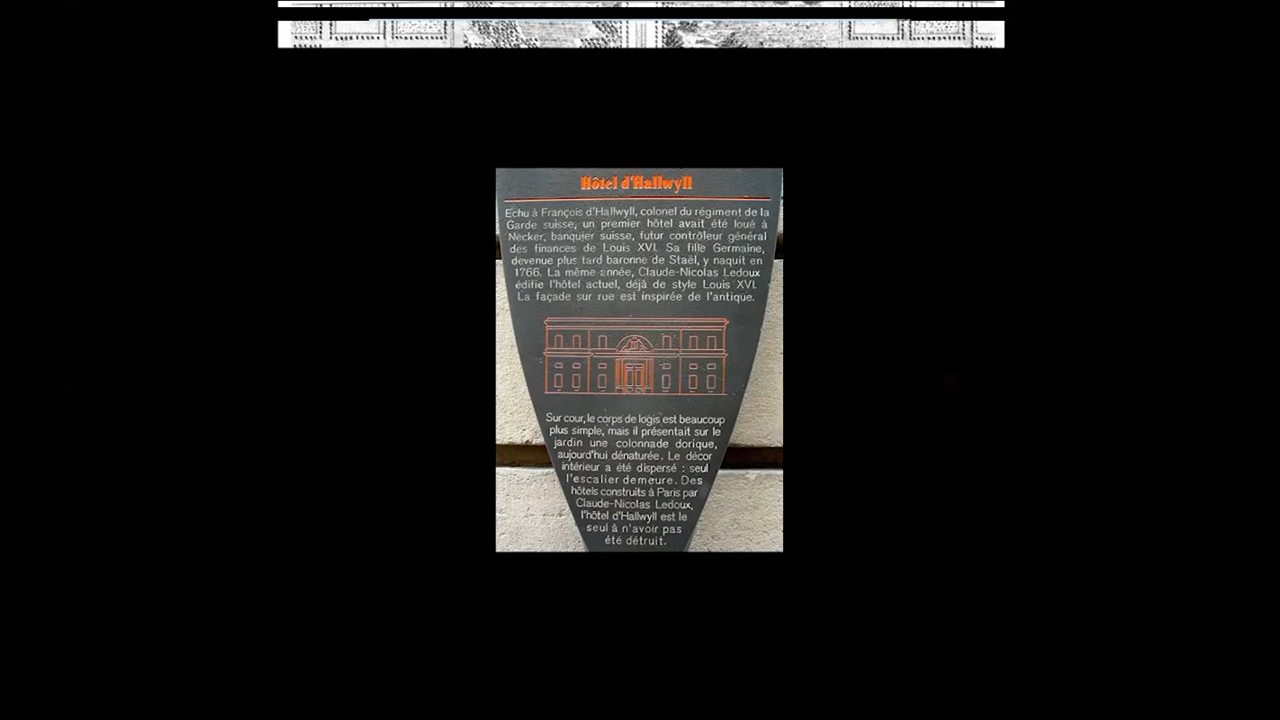 Hôtel d'Hallwyll
Echu à François d'Hallwyll, colonel du régiment de la
Garde suisse, un premier hôtel avait été loué à
Necker, banquier suisse, futur contrôleur général
des finances de Louis XVI. Sa fille Germaine,
devenue plus tard baronne de Staël, y naquit en
1766. La même année, Claude-Nicolas Ledoux
édifie l'hôtel actuel, déjà de style Louis XVI.
La façade sur rue est inspirée de l'antique.
Sur cour, le corps de logis est beaucoup
plus simple, mais il présentait sur le
jardin une colonnade dorique,
aujourd'hui dénaturée. Le décor
intérieur a été dispersé : seul
l'escalier demeure. Des
hôtels construits à Paris par
Claude-Nicolas Ledoux,
l'hôtel d'Hallwyll est le
seul à n'avoir pas
été détruit.